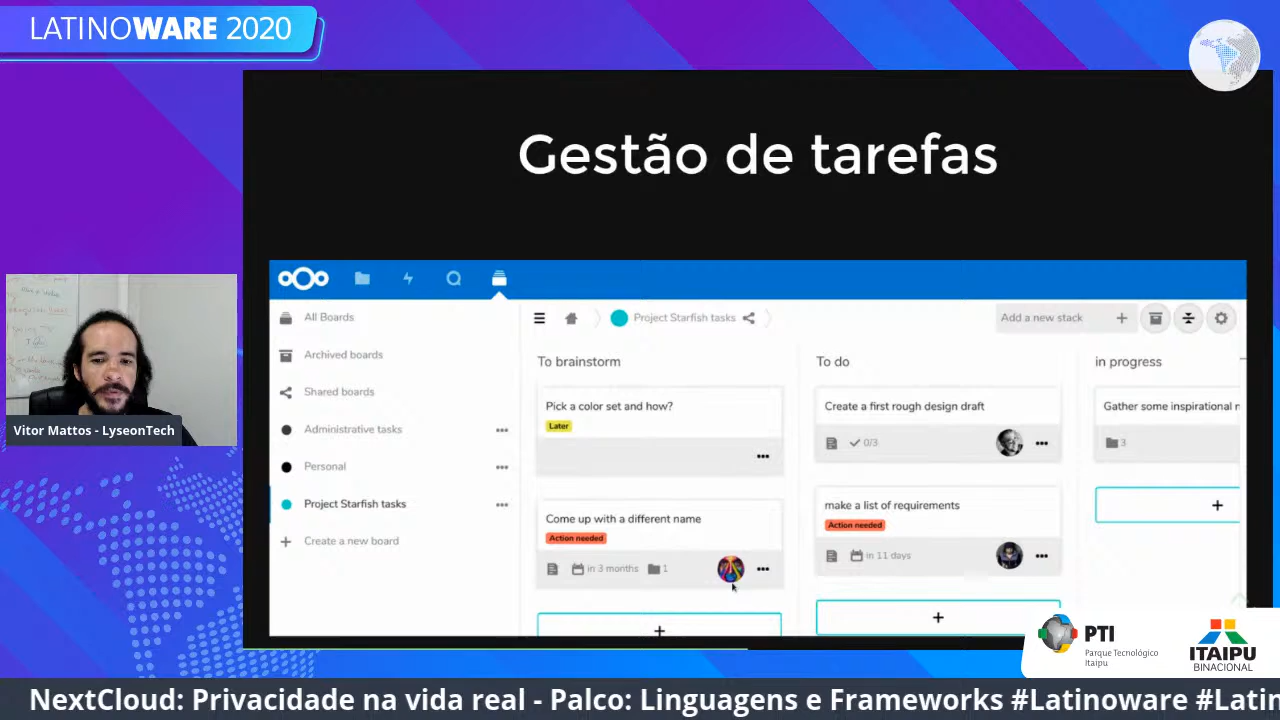 LATINOWARE 2020
Gestão de tarefas
All Boards
Archived boards
Shared boards
Administrative tasks
Personal
Project Starfish tasks
Create a new board
Project Starfish tasks
Add a new stack
To brainstorm
Pick a color set and how?
Later
Come up with a different name
Action needed
in 3 months
1
To do
Create a first rough design draft
0/3
make a list of requirements
Action needed
in 11 days
in progress
Gather some inspirational
3
Vitor Mattos - LyseonTech
PTI
Parque Tecnológico
Itaipu
ITAIPU
BINACIONAL
NextCloud: Privacidade na vida real - Palco: Linguagens e Frameworks #Latinoware #Latin